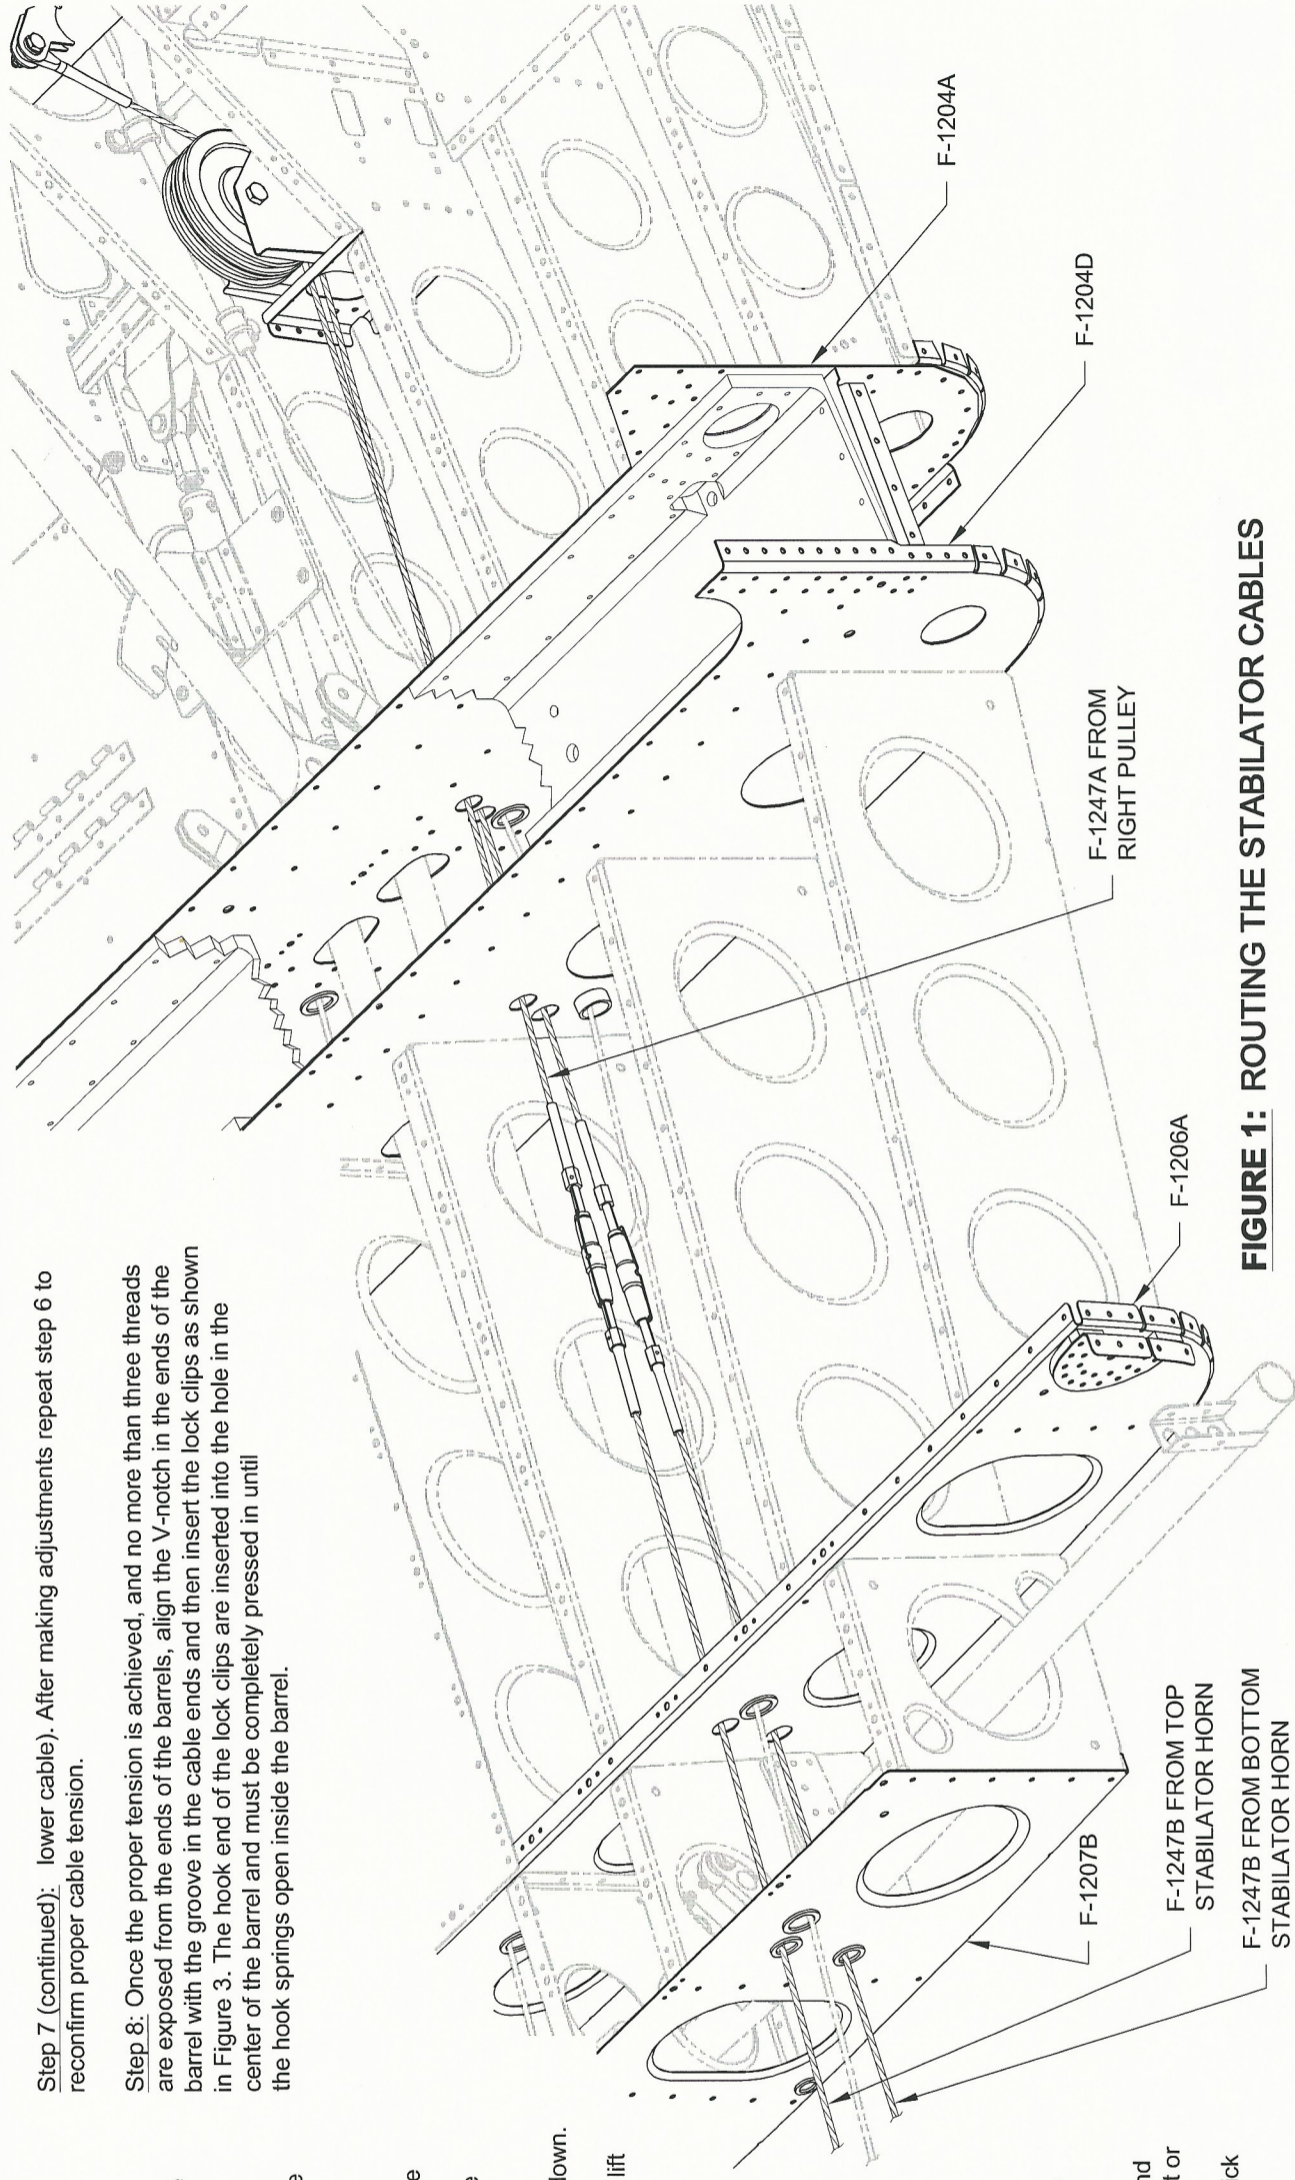 Step 7 (continued): lower cable). After making adjustments repeat step 6 to
reconfirm proper cable tension.
Step 8: Once the proper tension is achieved, and no more than three threads
are exposed from the ends of the barrels, align the V-notch in the ends of the
barrel with the groove in the cable ends and then insert the lock clips as shown
in Figure 3. The hook end of the lock clips are inserted into the hole in the
center of the barrel and must be completely pressed in until
the hook springs open inside the barrel.
F-1204A
F-1204D
F-1247A FROM
RIGHT PULLEY
F-1206A
F-1207B
F-1247B FROM TOP
STABILATOR HORN
F-1247B FROM BOTTOM
STABILATOR HORN
FIGURE 1: ROUTING THE STABILATOR CABLES
lift